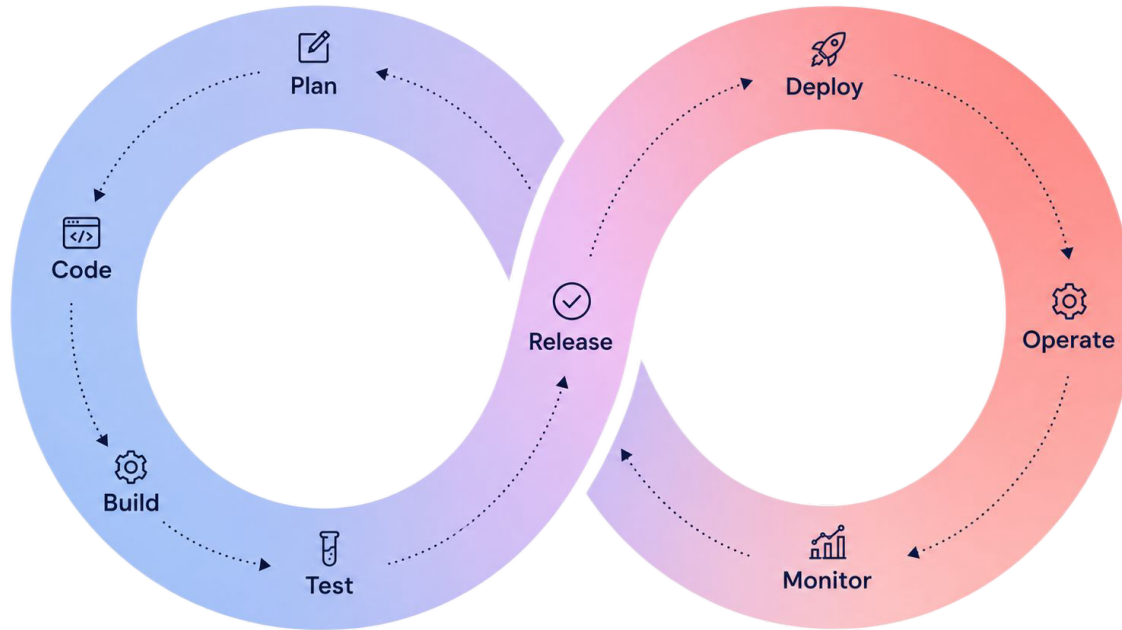 Plan
Code
Build
Test
Release
Deploy
Operate
Monitor